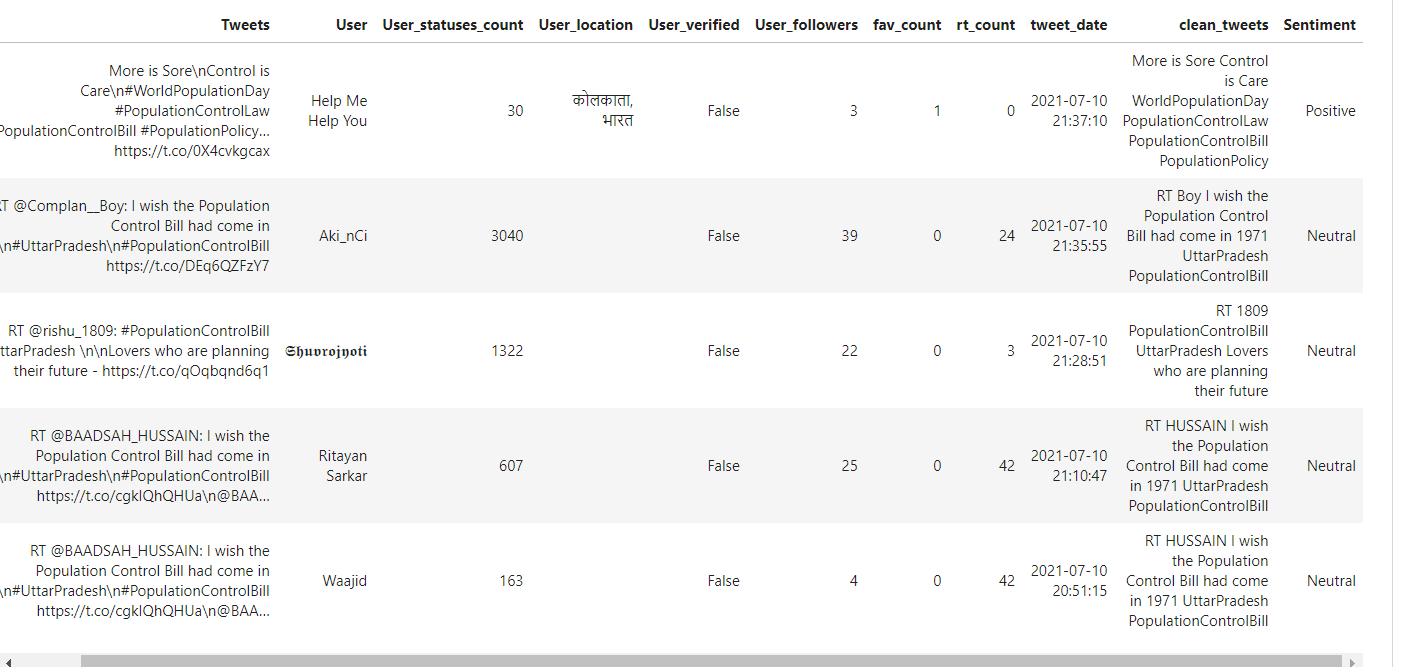 Tweets User User_statuses_count User_location User_verified User_followers fav_count rt_count tweet_date clean_tweets Sentiment
More is Sore\nControl is
Care\n#WorldPopulationDay
#PopulationControlLaw
PopulationControlBill #PopulationPolicy...
https://t.co/0X4cvkgcax
Help Me
Help You
30
कोलकाता,
भारत
False
3
1
0
2021-07-10
21:37:10
More is Sore Control
is Care
WorldPopulationDay
PopulationControlLaw
PopulationControlBill
PopulationPolicy
Positive
RT @Complan__Boy: I wish the Population
Control Bill had come in
\n#UttarPradesh\n#PopulationControlBill
https://t.co/DEq6QZFzY7
Aki_nCi
3040
False
39
0
24
2021-07-10
21:35:55
RT Boy I wish the
Population Control
Bill had come in 1971
UttarPradesh
PopulationControlBill
Neutral
RT @rishu_1809: #PopulationControlBill
ttarPradesh \n\nLovers who are planning
their future - https://t.co/qOqbqnd6q1
𝕾𝖍𝖚𝖛𝖗𝖔𝖏𝖞𝖔𝖙𝖎
1322
False
22
0
3
2021-07-10
21:28:51
RT 1809
PopulationControlBill
UttarPradesh Lovers
who are planning
their future
Neutral
RT @BAADSAH_HUSSAIN: I wish the
Population Control Bill had come in
\n#UttarPradesh\n#PopulationControlBill
https://t.co/cgkIQhQHUa\n@BAA...
Ritayan
Sarkar
607
False
25
0
42
2021-07-10
21:10:47
RT HUSSAIN I wish
the Population
Control Bill had come
in 1971 UttarPradesh
PopulationControlBill
Neutral
RT @BAADSAH_HUSSAIN: I wish the
Population Control Bill had come in
\n#UttarPradesh\n#PopulationControlBill
https://t.co/cgkIQhQHUa\n@BAA...
Waajid
163
False
4
0
42
2021-07-10
20:51:15
RT HUSSAIN I wish
the Population
Control Bill had come
in 1971 UttarPradesh
PopulationControlBill
Neutral